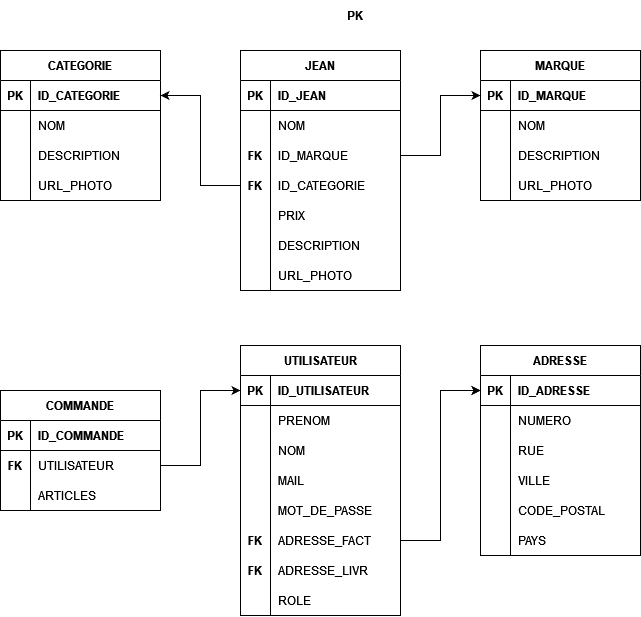 PK
CATEGORIE
PK ID_CATEGORIE
NOM
DESCRIPTION
URL_PHOTO
JEAN
PK ID_JEAN
NOM
FK ID_MARQUE
FK ID_CATEGORIE
PRIX
DESCRIPTION
URL_PHOTO
MARQUE
PK ID_MARQUE
NOM
DESCRIPTION
URL_PHOTO
COMMANDE
PK ID_COMMANDE
FK UTILISATEUR
ARTICLES
UTILISATEUR
PK ID_UTILISATEUR
PRENOM
NOM
MAIL
MOT_DE_PASSE
FK ADRESSE_FACT
FK ADRESSE_LIVR
ROLE
ADRESSE
PK ID_ADRESSE
NUMERO
RUE
VILLE
CODE_POSTAL
PAYS